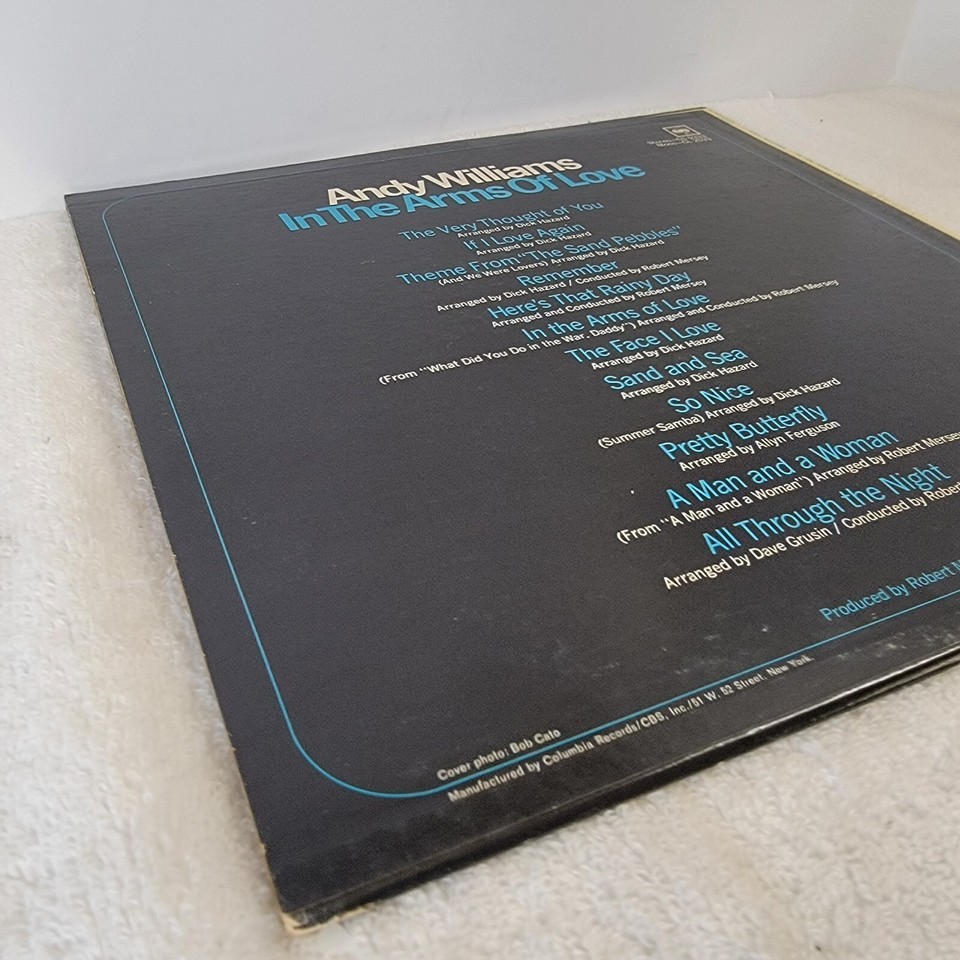 Andy Williams
In The Arms Of Love
The Very Thought of You
Arranged by Dick Hazard
If I Love Again
Arranged by Dick Hazard
Theme From "The Sand Pebbles"
(And We Were Lovers) Arranged by Dick Hazard
Remember
Arranged by Dick Hazard / Conducted by Robert Mersey
Here's That Rainy Day
Arranged and Conducted by Robert Mersey
In the Arms of Love
(From "What Did You Do in the War, Daddy") Arranged and Conducted by Robert Mersey
The Face I Love
Arranged by Dick Hazard
Sand and Sea
Arranged by Dick Hazard
So Nice
(Summer Samba) Arranged by Dick Hazard
Pretty Butterfly
Arranged by Allyn Ferguson
A Man and a Woman
(From "A Man and a Woman") Arranged by Robert Merse
All Through the Night
Arranged by Dave Grusin / Conducted by Robert
Produced by Robert
Cover photo: Bob Cato
Manufactured by Columbia Records/CBS, Inc./51 W. 52 Street, New York.